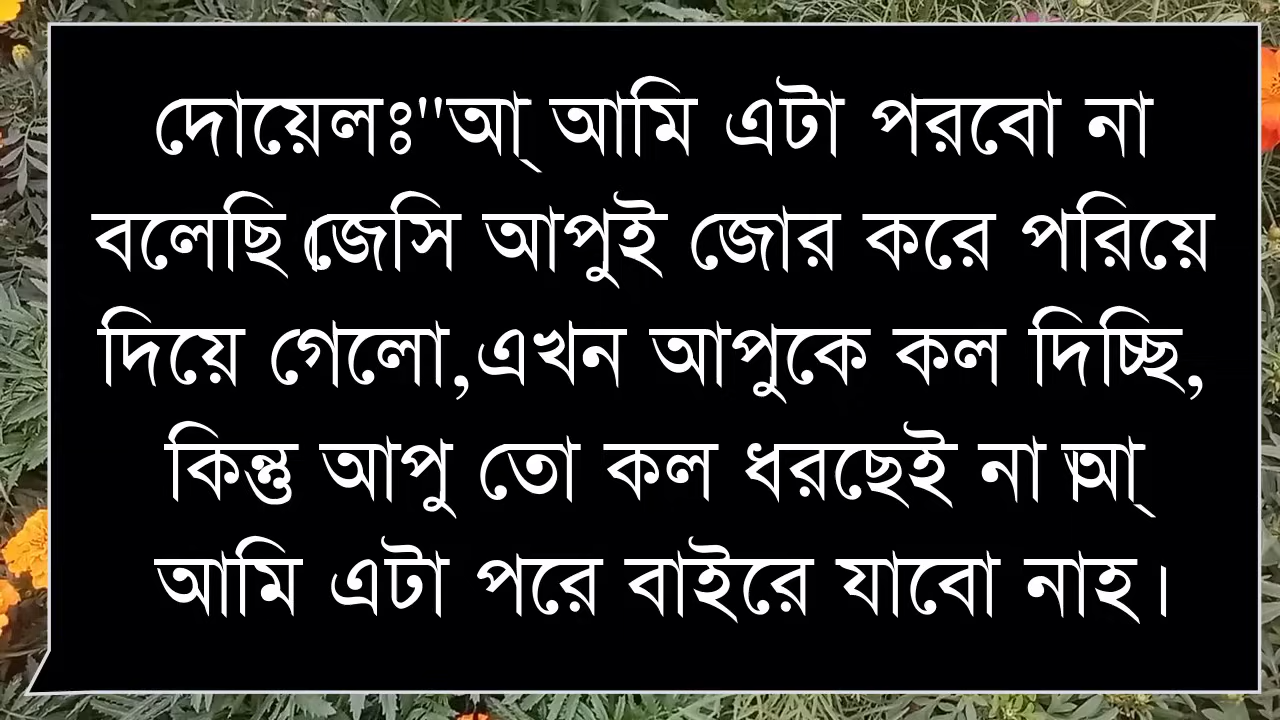 দোয়েলঃ"আ্ আমি এটা পরবো না
বলেছি।জেসি আপুই জোর করে পরিয়ে
দিয়ে গেলো,এখন আপুকে কল দিচ্ছি,
কিন্তু আপু তো কল ধরছেই না।আ্
আমি এটা পরে বাইরে যাবো নাহ।